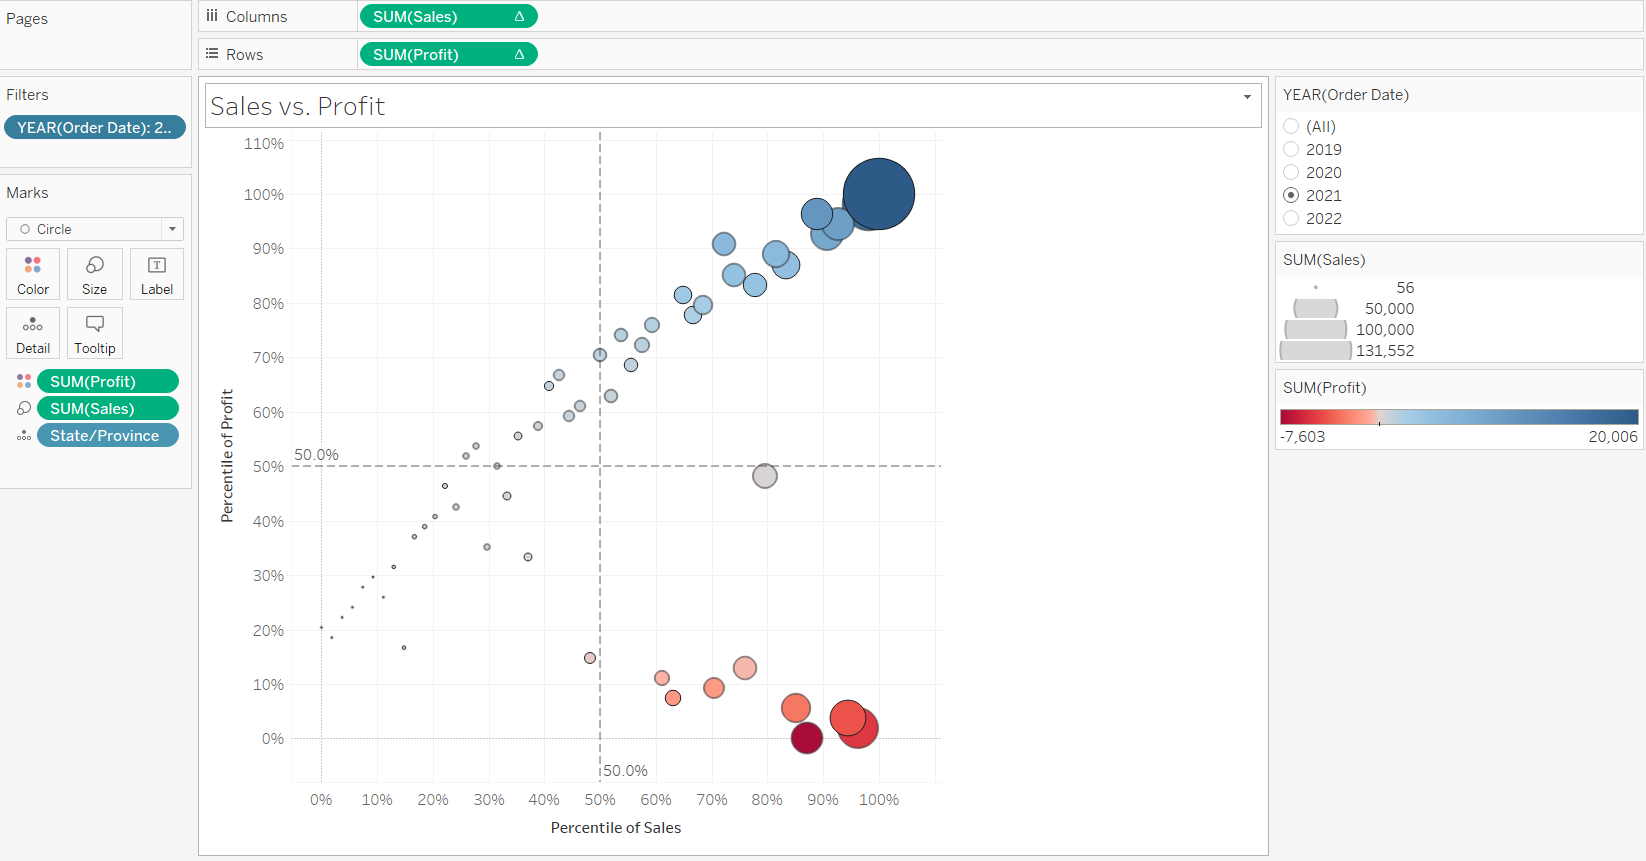 Pages
Columns
SUM(Sales) Δ
Rows
SUM(Profit) Δ
Filters
YEAR(Order Date): 2..
Marks
Circle
Color
Size
T
Label
Detail
Tooltip
SUM(Profit)
SUM(Sales)
State/Province
Sales vs. Profit
110%
100%
90%
80%
70%
60%
50%
40%
30%
20%
10%
0%
Percentile of Profit
50.0%
50.0%
0% 10% 20% 30% 40% 50% 60% 70% 80% 90% 100%
Percentile of Sales
YEAR(Order Date)
(All)
2019
2020
2021
2022
SUM(Sales)
56
50,000
100,000
131,552
SUM(Profit)
-7,603 20,006